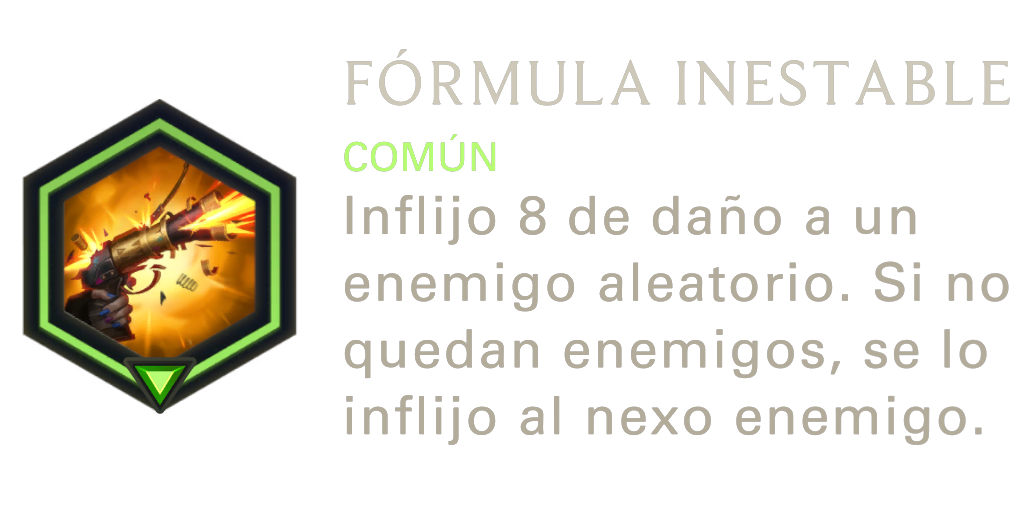 FÓRMULA INESTABLE
COMÚN
Inflijo 8 de daño a un
enemigo aleatorio. Si no
quedan enemigos, se lo
inflijo al nexo enemigo.